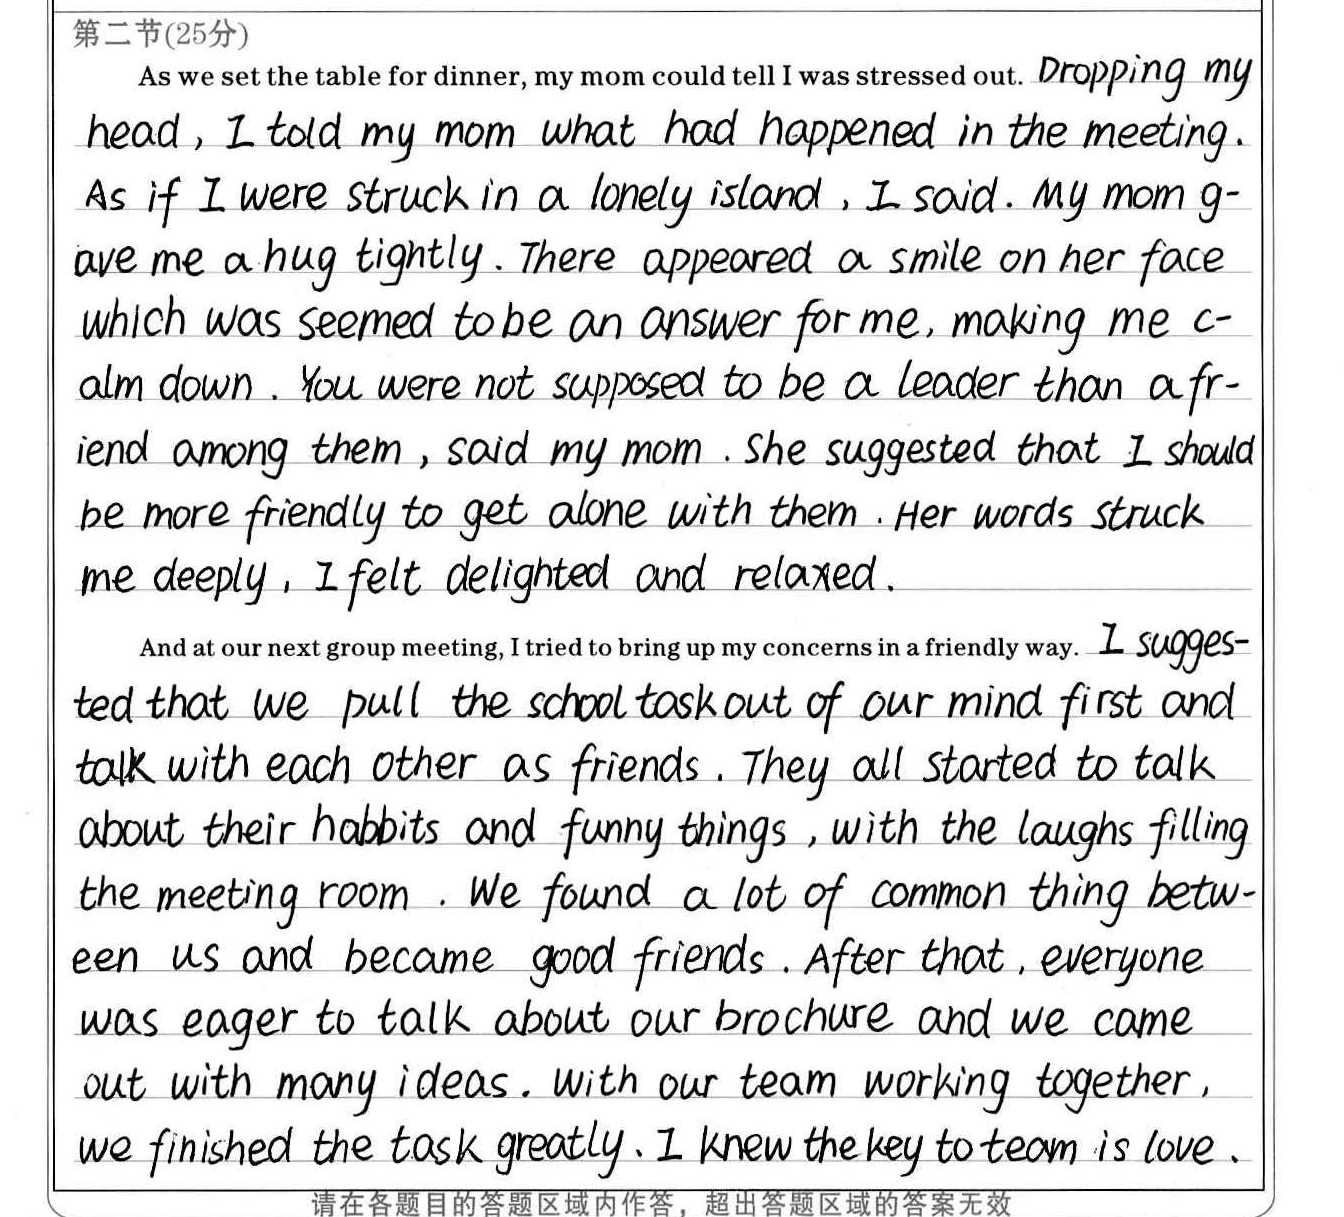 第二节(25分)
As we set the table for dinner, my mom could tell I was stressed out. Dropping my
head, I told my mom what had happened in the meeting.
As if I were struck in a lonely island, I said. My mom g-
ave me a hug tightly. There appeared a smile on her face
which was seemed to be an answer for me, making me c-
alm down. You were not supposed to be a leader than a fr-
iend among them, said my mom. She suggested that I should
be more friendly to get alone with them. Her words struck
me deeply, I felt delighted and relaxed.
And at our next group meeting, I tried to bring up my concerns in a friendly way. I sugges-
ted that we pull the school task out of our mind first and
talk with each other as friends. They all started to talk
about their habbits and funny things, with the laughs filling
the meeting room. We found a lot of common thing betw-
een us and became good friends. After that, everyone
was eager to talk about our brochure and we came
out with many ideas. With our team working together,
we finished the task greatly. I knew the key to team is love.
请在各题目的答题区域内作答，超出答题区域的答案无效